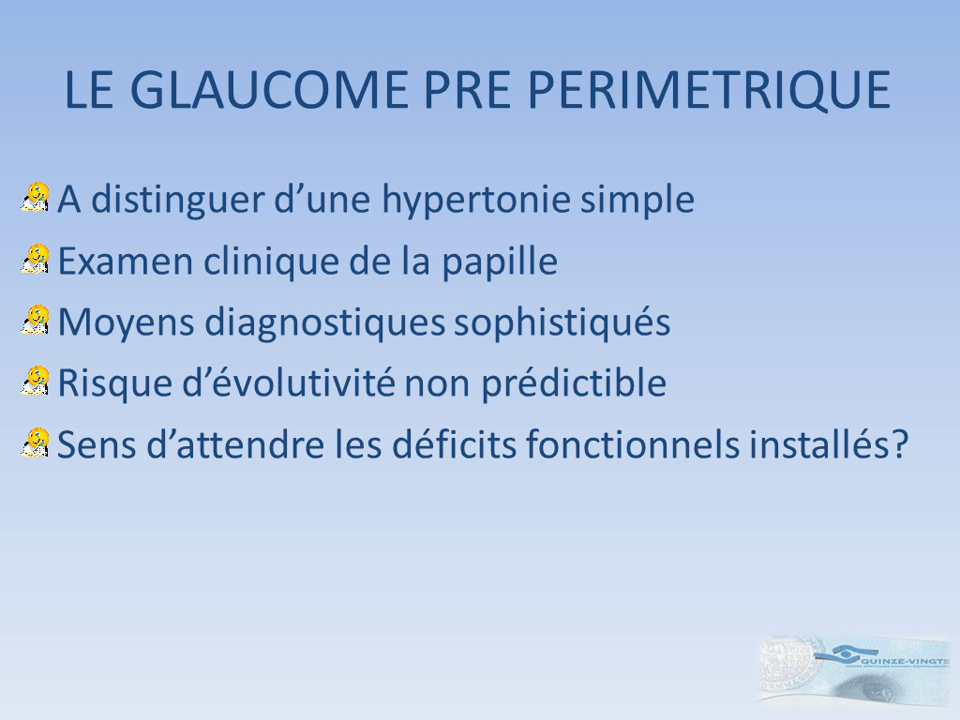 LE GLAUCOME PRE PERIMETRIQUE
A distinguer d’une hypertonie simple
Examen clinique de la papille
Moyens diagnostiques sophistiqués
Risque d’évolutivité non prédictible
Sens d’attendre les déficits fonctionnels installés?
QUINZE-VINGTS